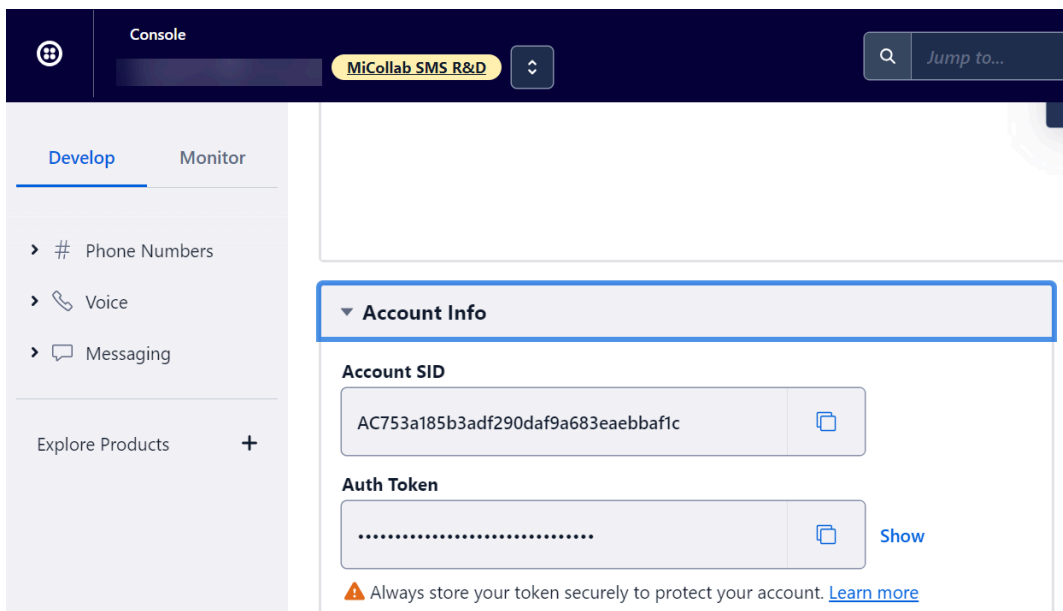 Console
MiCollab SMS R&D
Jump to...
Develop
Monitor
# Phone Numbers
Voice
Messaging
Explore Products +
Account Info
Account SID
AC753a185b3adf290daf9a683eaebbaf1c
Auth Token
••••••••••••••••••••••••••••••••
Show
Always store your token securely to protect your account. Learn more